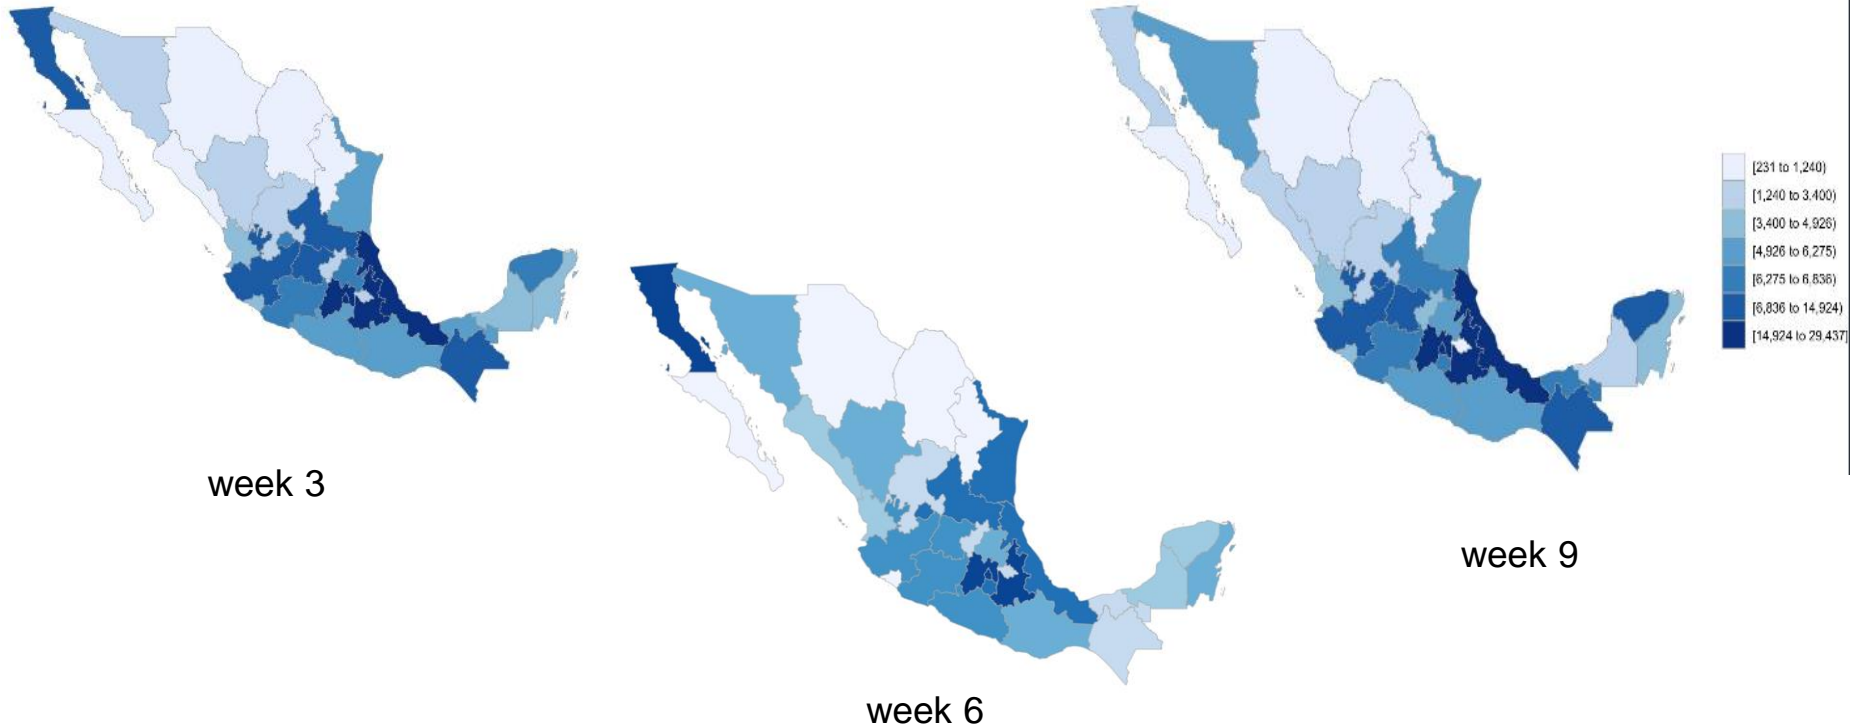 [231 to 1,240)
[1,240 to 3,400)
[3,400 to 4,926)
[4,926 to 6,275)
[6,275 to 6,836)
[6,836 to 14,924)
[14,924 to 29,437]
week 3
week 9
week 6